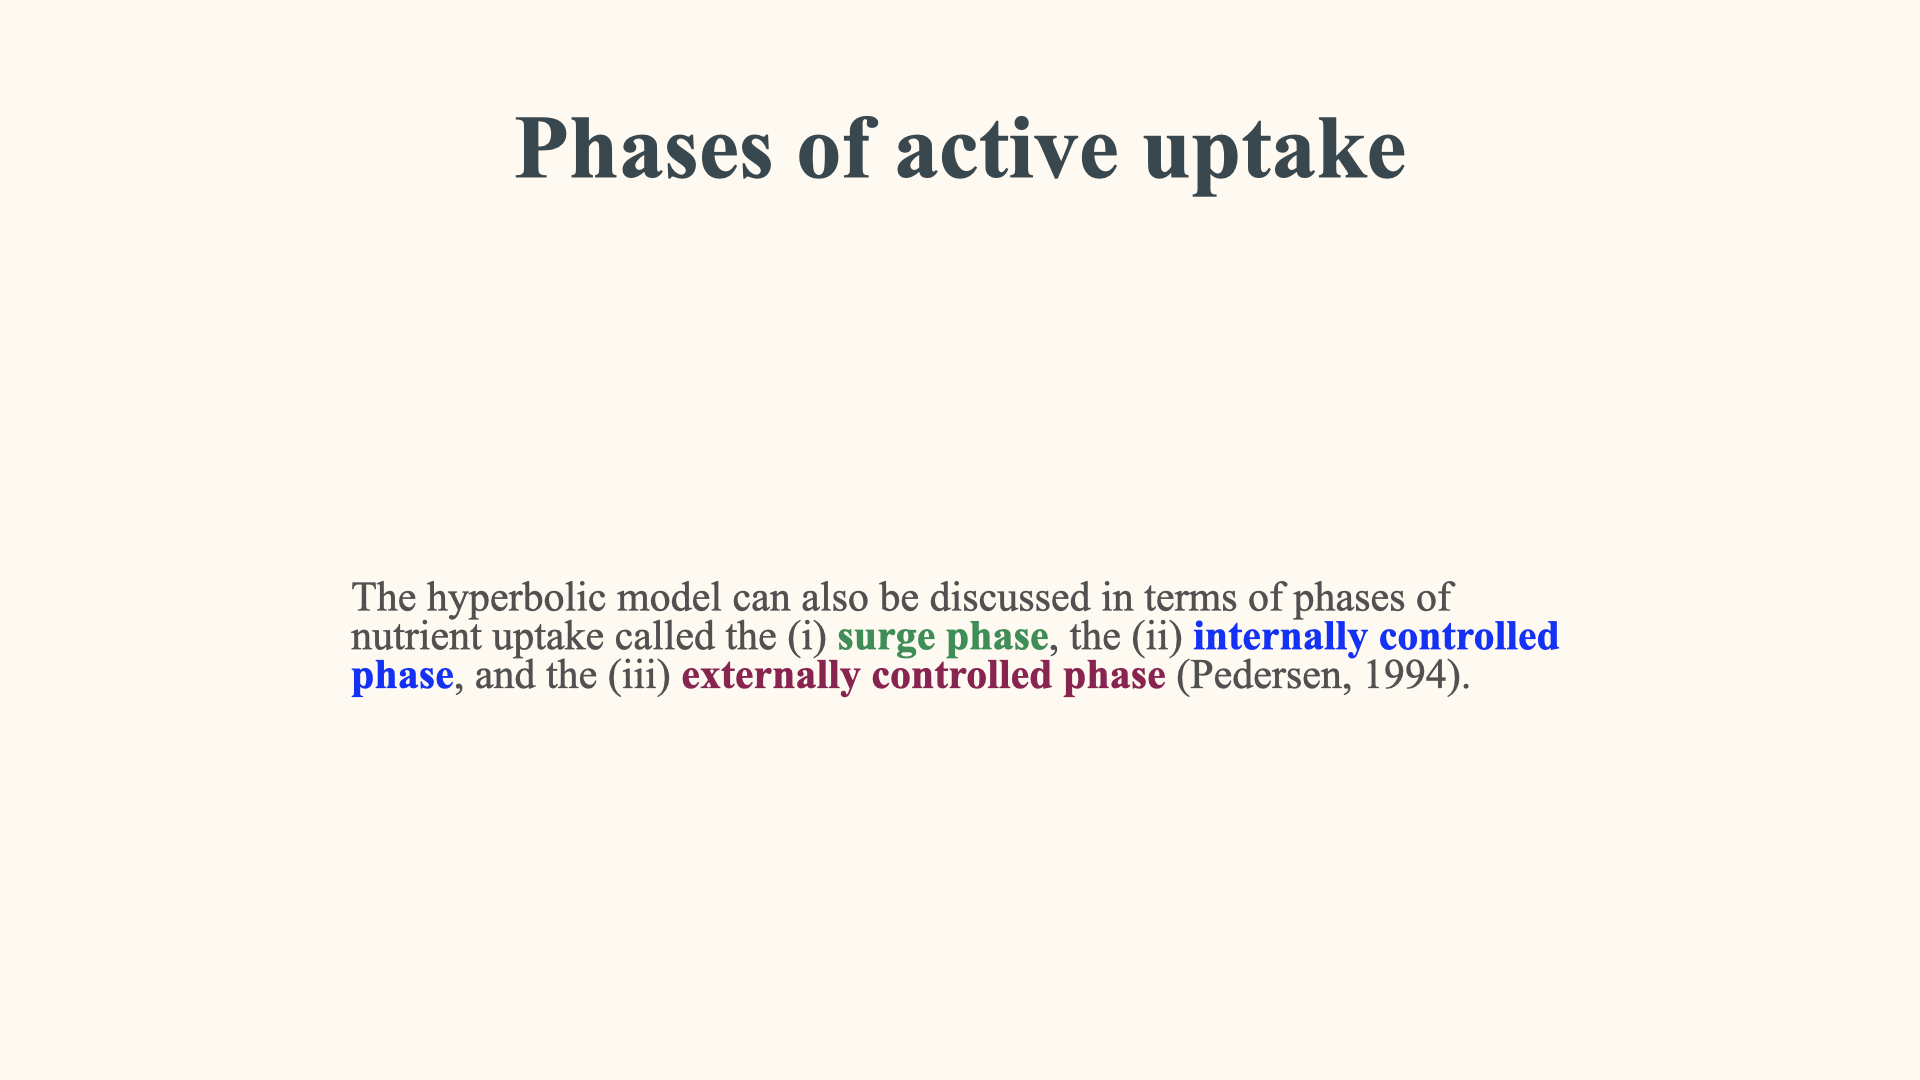 Phases of active uptake
The hyperbolic model can also be discussed in terms of phases of
nutrient uptake called the (i) surge phase, the (ii) internally controlled
phase, and the (iii) externally controlled phase (Pedersen, 1994).